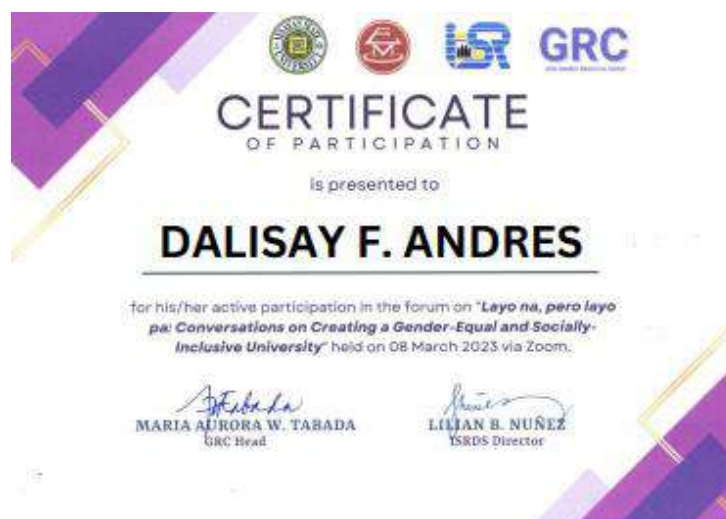 GRC
CERTIFICATE
OF PARTICIPATION
is presented to
DALISAY F. ANDRES
for his/her active participation in the forum on "Layo na, pero layo
pa: Conversations on Creating a Gender-Equal and Socially-
Inclusive University" held on 08 March 2023 via Zoom.
MARIA AURORA W. TABADA
GRC Head
LILIAN B. NUÑEZ
ISRDS Director